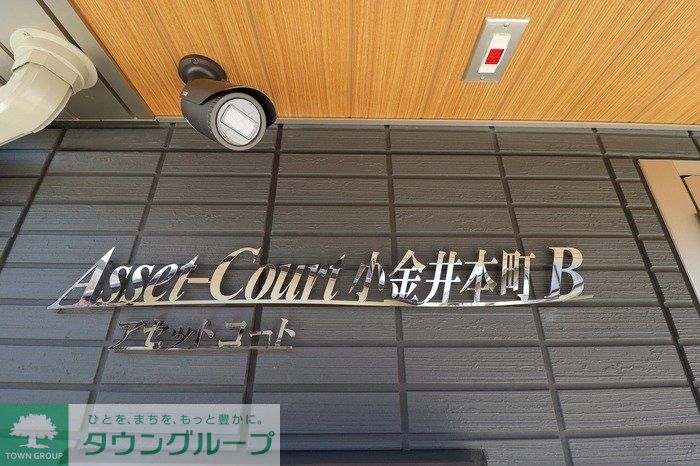 Asset-Court 小金井本町 B
アセットコート
ひとを、まちを、もっと豊かに。
タウングループ
TOWN GROUP